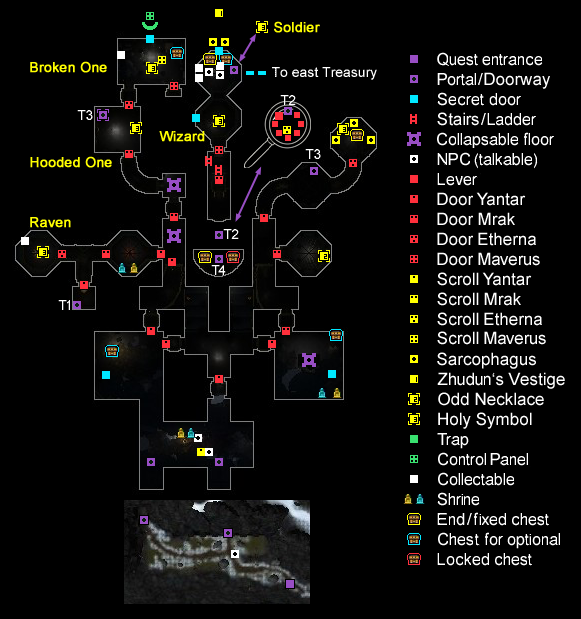 Soldier
Broken One
To east Treasury
T3
T2
Wizard
T3
Hooded One
Raven
T2
T4
T1
Quest entrance
Portal/Doorway
Secret door
Stairs/Ladder
Collapsable floor
NPC (talkable)
Lever
Door Yantar
Door Mrak
Door Etherna
Door Maverus
Scroll Yantar
Scroll Mrak
Scroll Etherna
Scroll Maverus
Sarcophagus
Zhudun's Vestige
Odd Necklace
Holy Symbol
Trap
Control Panel
Collectable
Shrine
End/fixed chest
Chest for optional
Locked chest